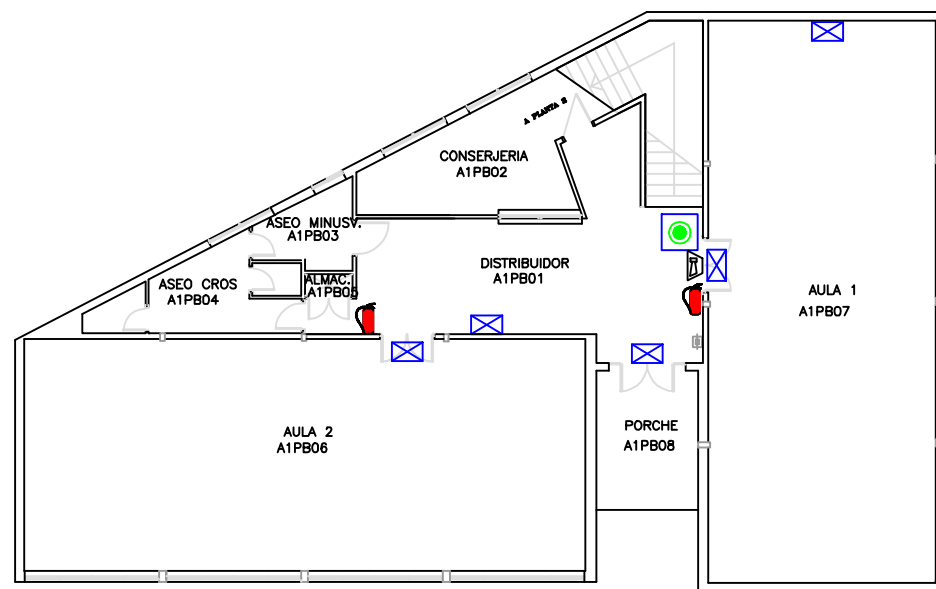 A PLANTA 2
CONSERJERIA
A1PB02
ASEO MINUSV.
A1PB03
DISTRIBUIDOR
A1PB01
ASEO CROS
A1PB04
ALMAC.
A1PB05
AULA 1
A1PB07
AULA 2
A1PB06
PORCHE
A1PB08